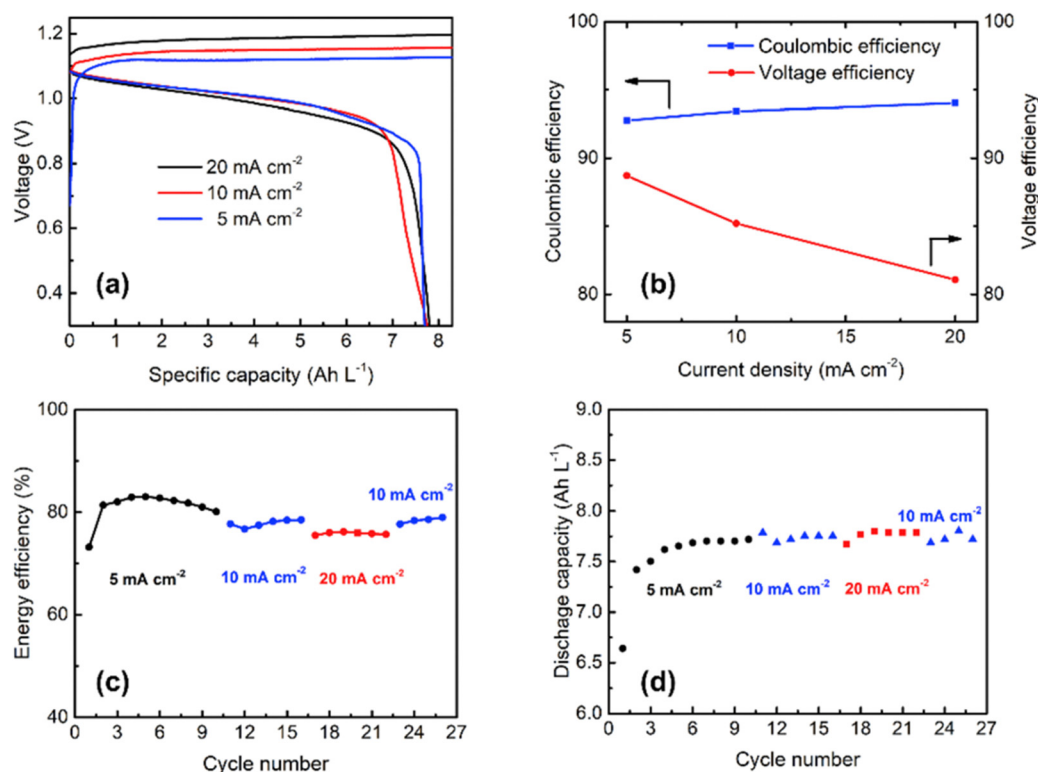 1.2
1.0
0.8
0.6
0.4
Voltage (V)
20 mA cm⁻²
10 mA cm⁻²
5 mA cm⁻²
(a)
0 1 2 3 4 5 6 7 8
Specific capacity (Ah L⁻¹)
100
90
80
Coulombic efficiency
Coulombic efficiency
Voltage efficiency
100
90
80
Voltage efficiency
(b)
5 10 15 20
Current density (mA cm⁻²)
100
80
60
40
Energy efficiency (%)
5 mA cm⁻²
10 mA cm⁻²
20 mA cm⁻²
10 mA cm⁻²
(c)
0 3 6 9 12 15 18 21 24 27
Cycle number
9.0
8.5
8.0
7.5
7.0
6.5
6.0
Dischage capacity (Ah L⁻¹)
10 mA cm⁻²
5 mA cm⁻²
10 mA cm⁻²
20 mA cm⁻²
(d)
0 3 6 9 12 15 18 21 24 27
Cycle number